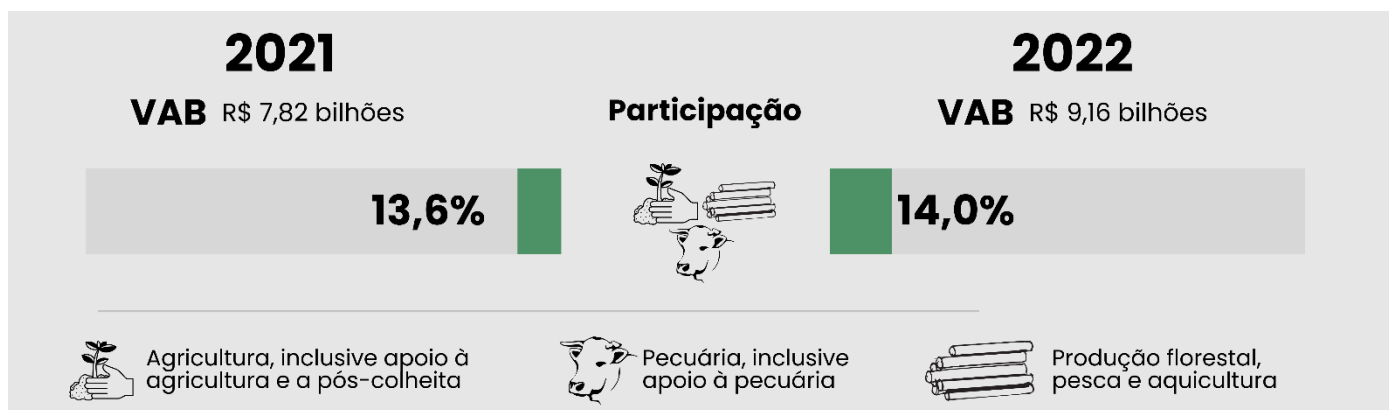 2021
VAB R$ 7,82 bilhões
Participação
2022
VAB R$ 9,16 bilhões
13,6%
14,0%
Agricultura, inclusive apoio à
agricultura e a pós-colheita
Pecuária, inclusive
apoio à pecuária
Produção florestal,
pesca e aquicultura